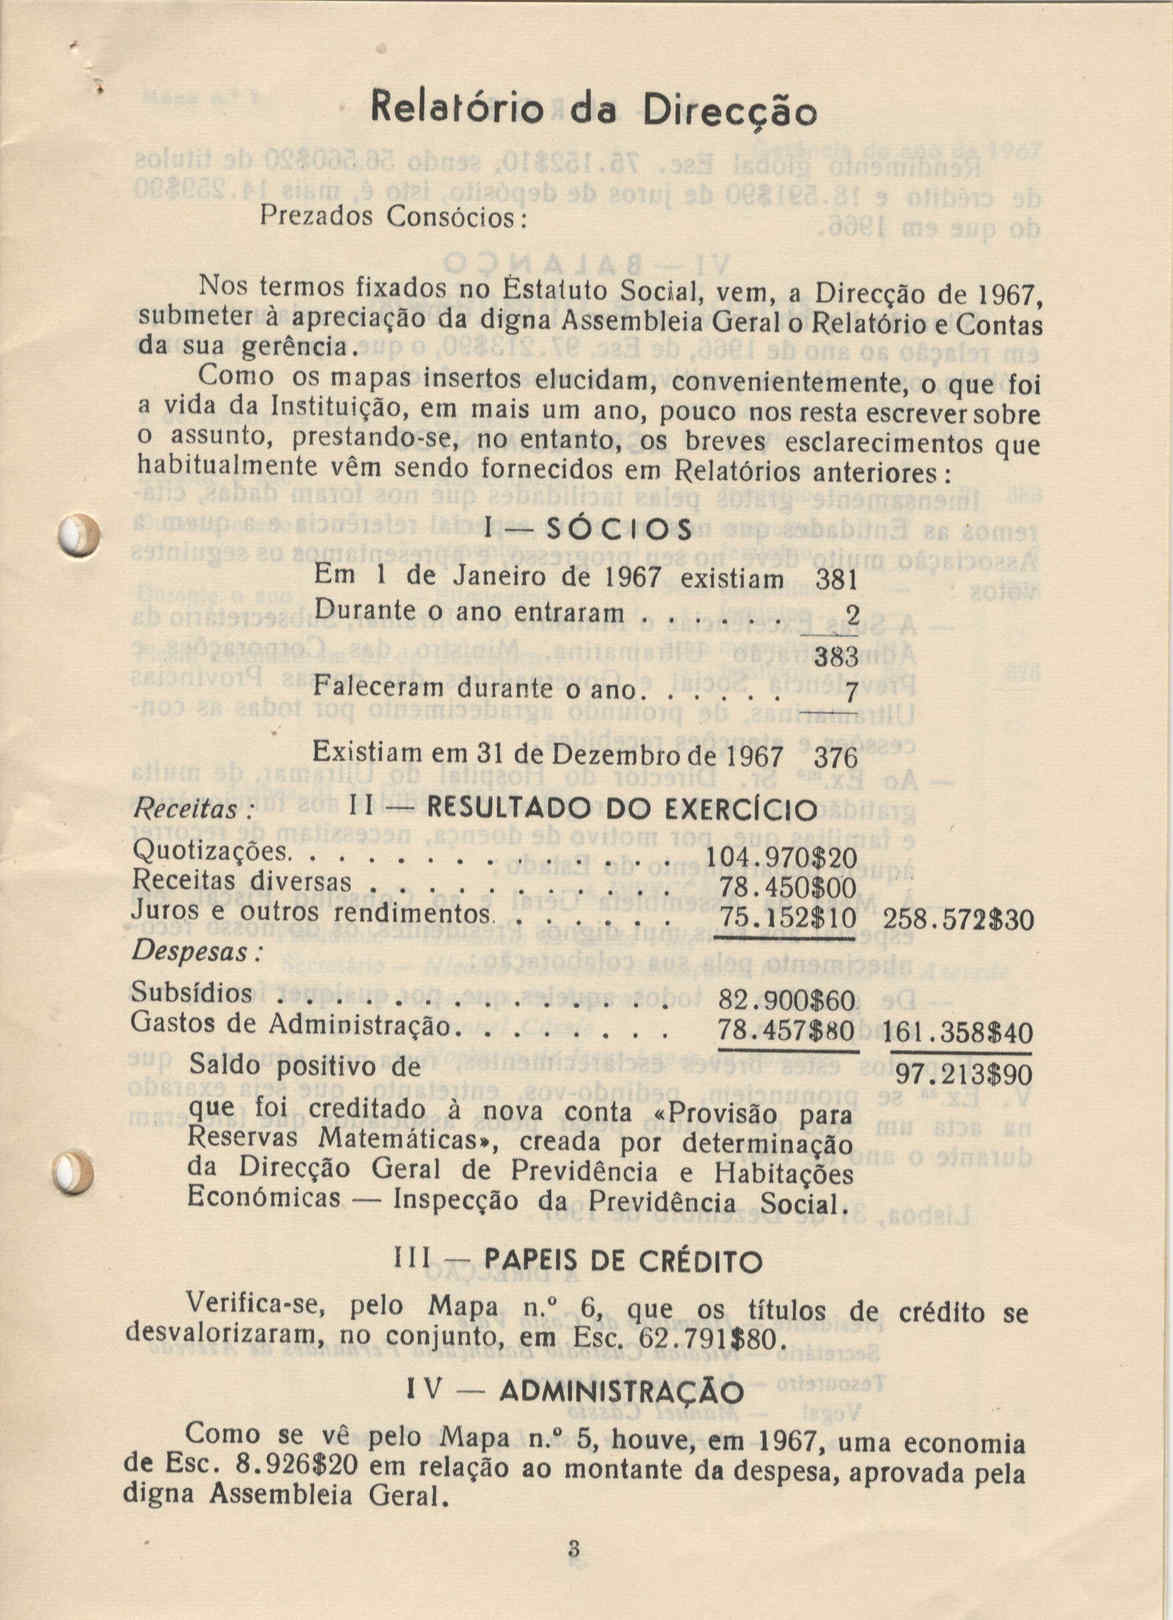 Relatório da Direcção
Prezados Consócios:
Nos termos fixados no Estatuto Social, vem, a Direcção de 1967,
submeter à apreciação da digna Assembleia Geral o Relatório e Contas
da sua gerência.
Como os mapas insertos elucidam, convenientemente, o que foi
a vida da Instituição, em mais um ano, pouco nos resta escrever sobre
o assunto, prestando-se, no entanto, os breves esclarecimentos que
habitualmente vêm sendo fornecidos em Relatórios anteriores:
I — SÓCIOS
Em 1 de Janeiro de 1967 existiam 381
Durante o ano entraram . . . . . . 2
383
Faleceram durante o ano. . . . . . 7
Existiam em 31 de Dezembro de 1967 376
Receitas: II — RESULTADO DO EXERCÍCIO
Quotizações. . . . . . . . . . . . . . 104.970$20
Receitas diversas . . . . . . . . . . . 78.450$00
Juros e outros rendimentos. . . . . . . 75.152$10 258.572$30
Despesas:
Subsídios . . . . . . . . . . . . . . 82.900$60
Gastos de Administração. . . . . . . . 78.457$80 161.358$40
Saldo positivo de 97.213$90
que foi creditado à nova conta «Provisão para
Reservas Matemáticas», creada por determinação
da Direcção Geral de Previdência e Habitações
Económicas — Inspecção da Previdência Social.
III — PAPEIS DE CRÉDITO
Verifica-se, pelo Mapa n.º 6, que os títulos de crédito se
desvalorizaram, no conjunto, em Esc. 62.791$80.
IV — ADMINISTRAÇÃO
Como se vê pelo Mapa n.º 5, houve, em 1967, uma economia
de Esc. 8.926$20 em relação ao montante da despesa, aprovada pela
digna Assembleia Geral.
3